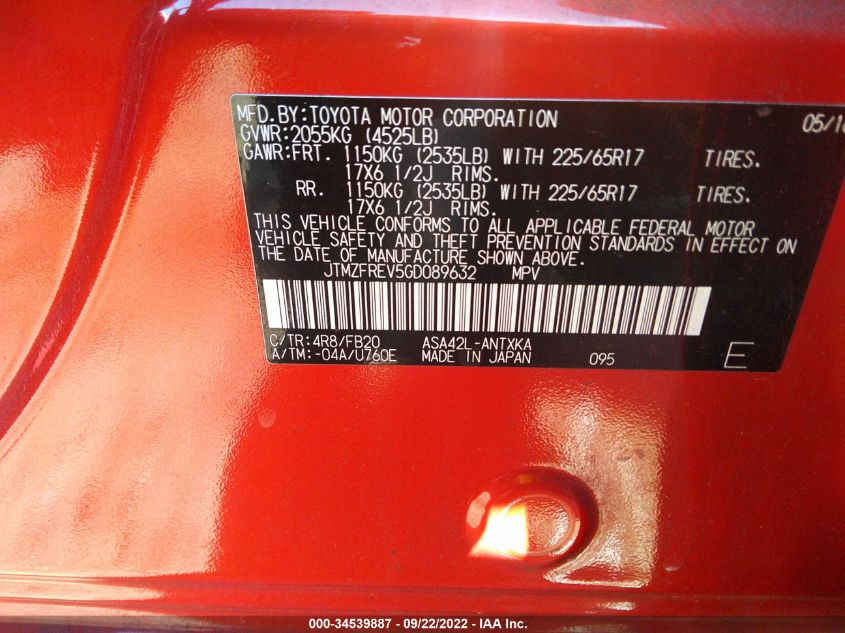 MFD.BY:TOYOTA MOTOR CORPORATION 05/16
GVWR:2055KG (4525LB)
GAWR:FRT. 1150KG (2535LB) WITH 225/65R17 TIRES.
17X6 1/2J RIMS.
RR. 1150KG (2535LB) WITH 225/65R17 TIRES.
17X6 1/2J RIMS.
THIS VEHICLE CONFORMS TO ALL APPLICABLE FEDERAL MOTOR
VEHICLE SAFETY AND THEFT PREVENTION STANDARDS IN EFFECT ON
THE DATE OF MANUFACTURE SHOWN ABOVE.
JTMZFREV5GD089632 MPV
C/TR:4R8/FB20 ASA42L-ANTXKA
A/TM:-04A/U760E MADE IN JAPAN 095 E
000-34539887 - 09/22/2022 - IAA Inc.